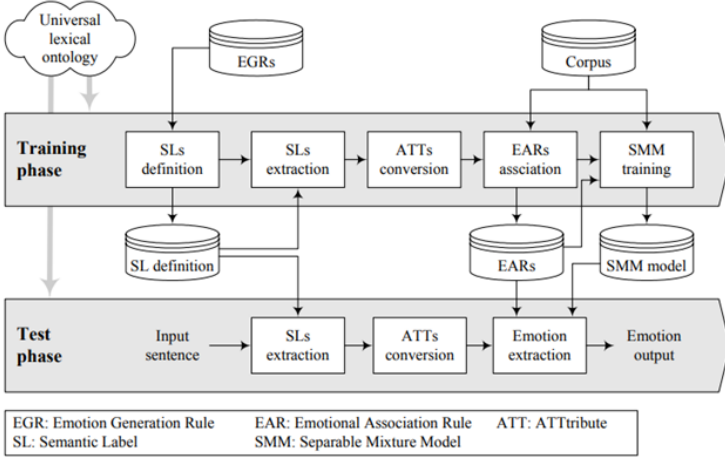 Universal
lexical
ontology
EGRs
Corpus
Training
phase
SLs
definition
SLs
extraction
ATTs
conversion
EARs
assciation
SMM
training
SL definition
EARs
SMM model
Test
phase
Input
sentence
SLs
extraction
ATTs
conversion
Emotion
extraction
Emotion
output
EGR: Emotion Generation Rule EAR: Emotional Association Rule ATT: ATTtribute
SL: Semantic Label SMM: Separable Mixture Model